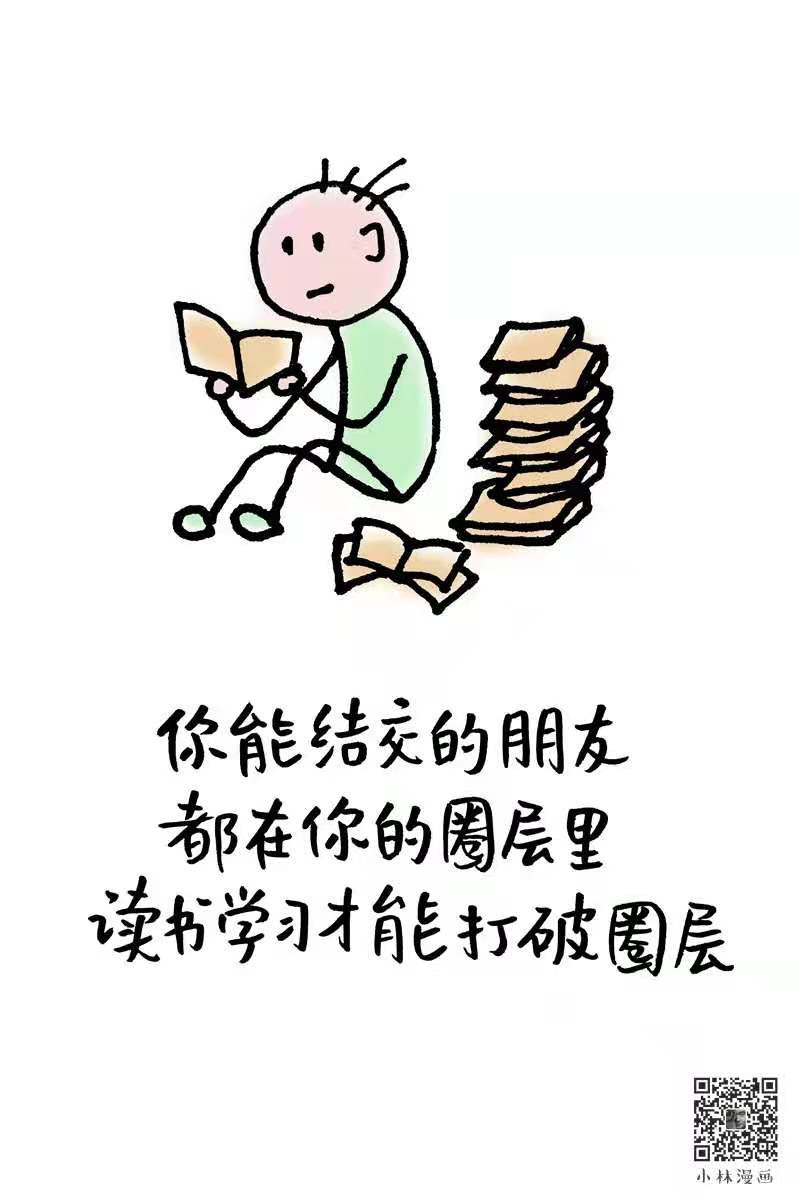 你能结交的朋友
都在你的圈层里
读书学习才能打破圈层
小林漫画